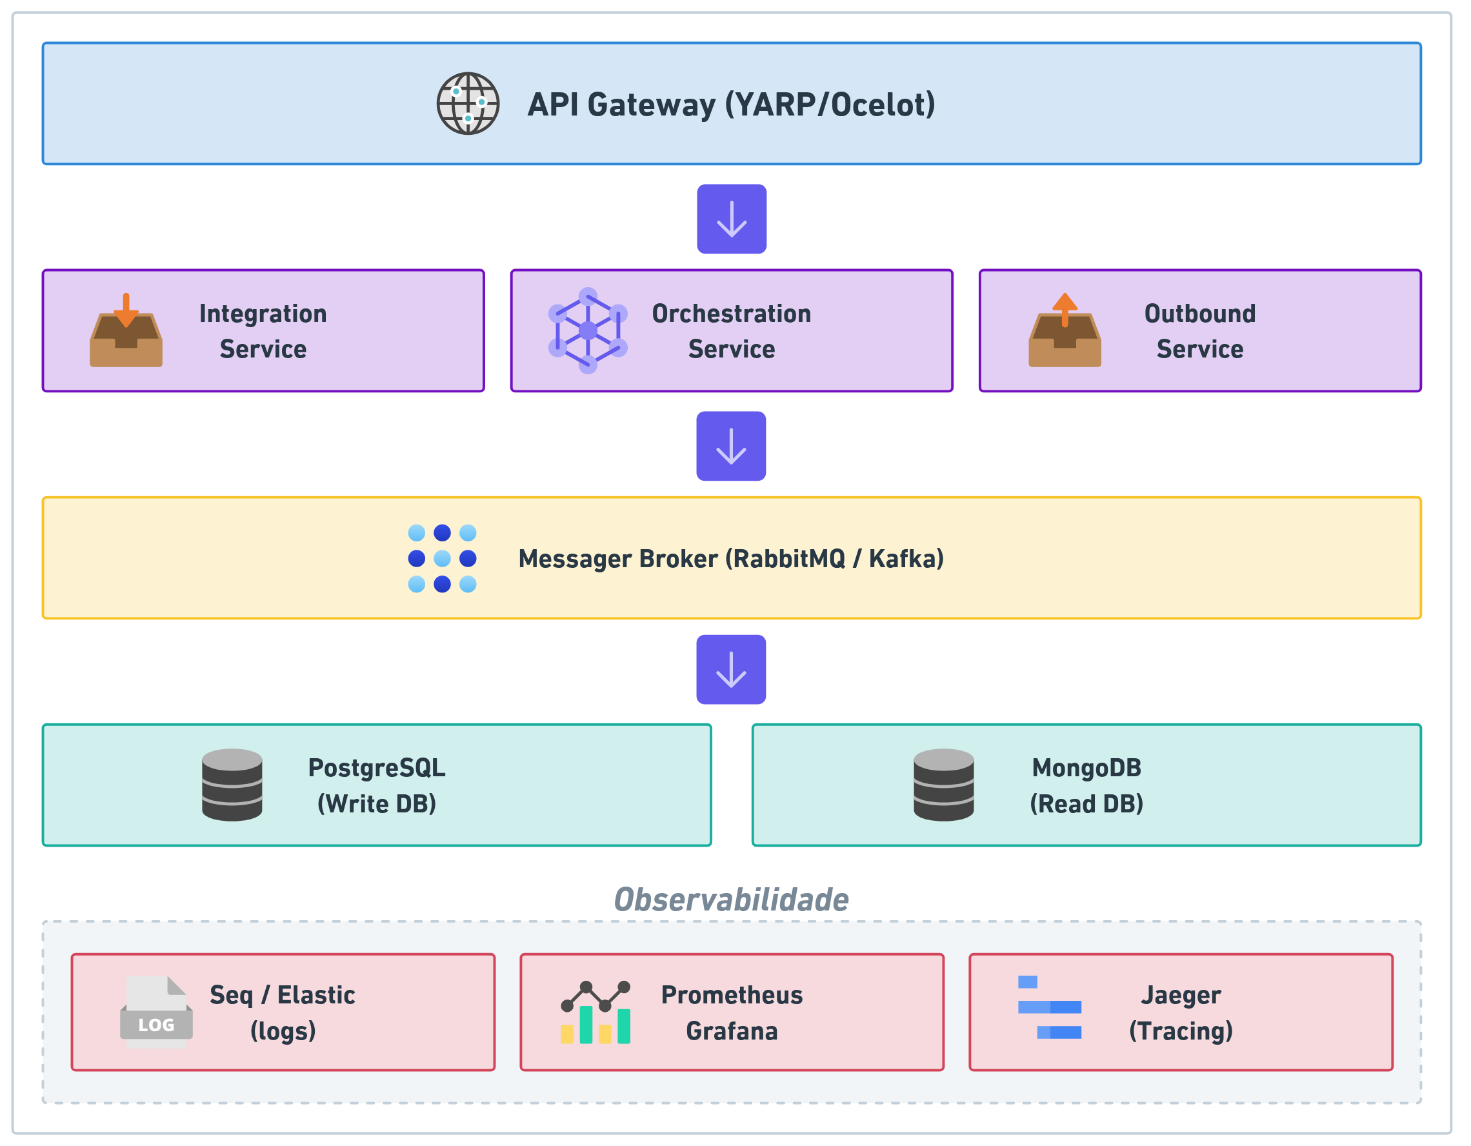 API Gateway (YARP/Ocelot)
Integration
Service
Orchestration
Service
Outbound
Service
Messager Broker (RabbitMQ / Kafka)
PostgreSQL
(Write DB)
MongoDB
(Read DB)
Observabilidade
LOG
Seq / Elastic
(logs)
Prometheus
Grafana
Jaeger
(Tracing)